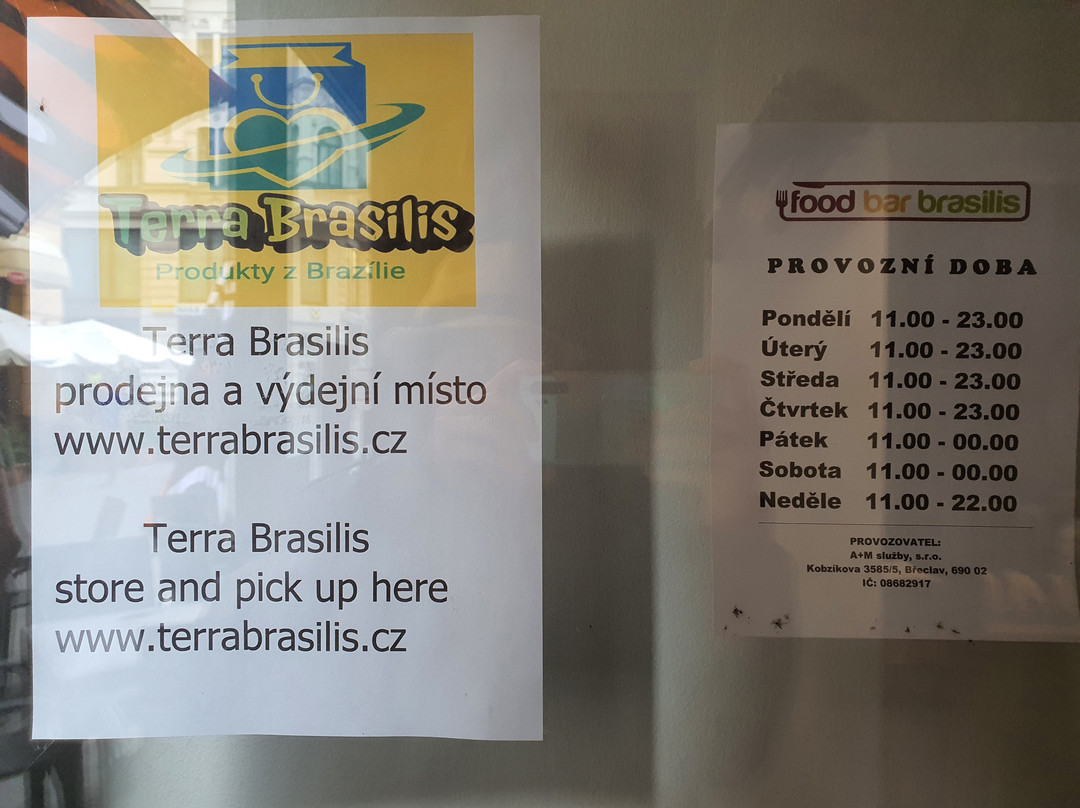 Terra Brasilis
Produkty z Brazílie
Terra Brasilis
prodejna a výdejní místo
www.terrabrasilis.cz
Terra Brasilis
store and pick up here
www.terrabrasilis.cz
food bar brasilis
PROVOZNÍ DOBA
Pondělí 11.00 - 23.00
Úterý 11.00 - 23.00
Středa 11.00 - 23.00
Čtvrtek 11.00 - 23.00
Pátek 11.00 - 00.00
Sobota 11.00 - 00.00
Neděle 11.00 - 22.00
PROVOZOVATEL:
A+M služby, s.r.o.
Kobzíkova 3585/5, Břeclav, 690 02
IČ: 08682917